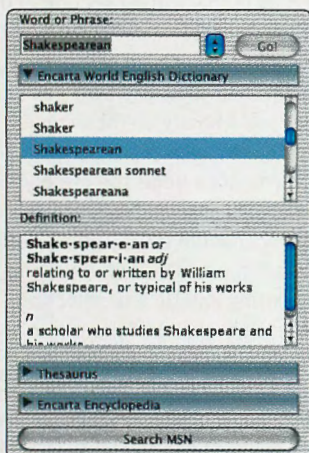 Word or Phrase:
Shakespearean
Go!
Encarta World English Dictionary
shaker
Shaker
Shakespearean
Shakespearean sonnet
Shakespeareana
Definition:
Shake·spear·e·an or
Shake·spear·i·an adj
relating to or written by William
Shakespeare, or typical of his works
n
a scholar who studies Shakespeare and
his works
Thesaurus
Encarta Encyclopedia
Search MSN